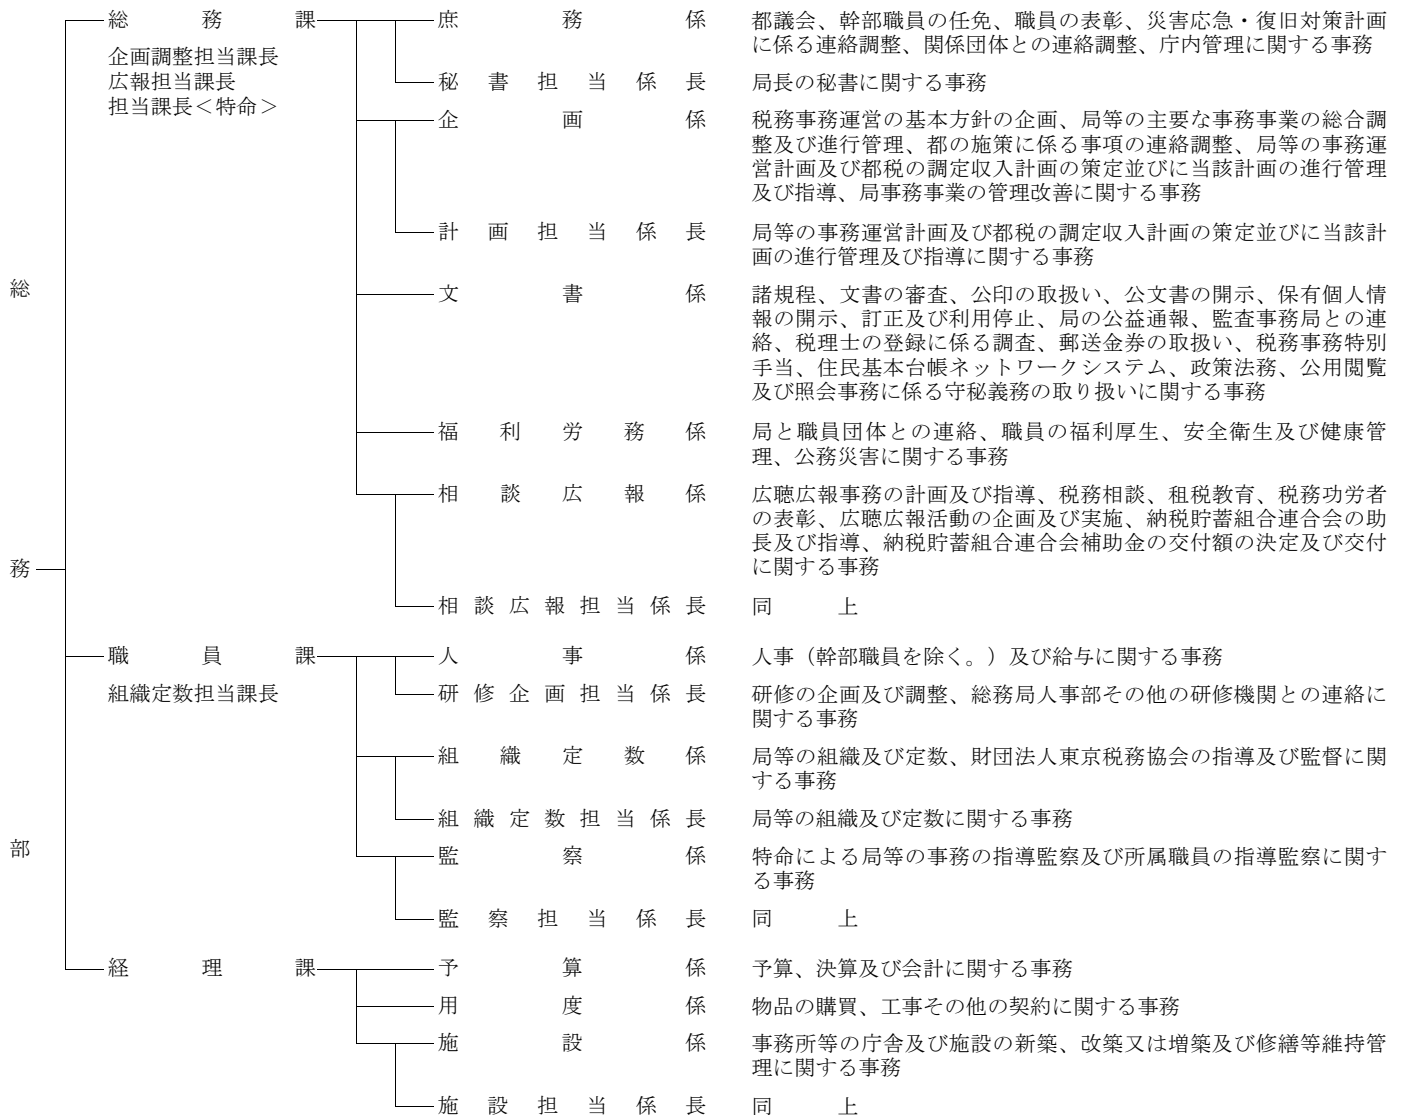 総務部
総務課
企画調整担当課長
広報担当課長
担当課長＜特命＞
庶務係
都議会、幹部職員の任免、職員の表彰、災害応急・復旧対策計画
に係る連絡調整、関係団体との連絡調整、庁内管理に関する事務
秘書担当係長
局長の秘書に関する事務
企画係
税務事務運営の基本方針の企画、局等の主要な事務事業の総合調
整及び進行管理、都の施策に係る事項の連絡調整、局等の事務運
営計画及び都税の調定収入計画の策定並びに当該計画の進行管理
及び指導、局事務事業の管理改善に関する事務
計画担当係長
局等の事務運営計画及び都税の調定収入計画の策定並びに当該計
画の進行管理及び指導に関する事務
文書係
諸規程、文書の審査、公印の取扱い、公文書の開示、保有個人情
報の開示、訂正及び利用停止、局の公益通報、監査事務局との連
絡、税理士の登録に係る調査、郵送金券の取扱い、税務事務特別
手当、住民基本台帳ネットワークシステム、政策法務、公用閲覧
及び照会事務に係る守秘義務の取り扱いに関する事務
福利労務係
局と職員団体との連絡、職員の福利厚生、安全衛生及び健康管
理、公務災害に関する事務
相談広報係
広聴広報事務の計画及び指導、税務相談、租税教育、税務功労者
の表彰、広聴広報活動の企画及び実施、納税貯蓄組合連合会の助
長及び指導、納税貯蓄組合連合会補助金の交付額の決定及び交付
に関する事務
相談広報担当係長
同上
職員課
組織定数担当課長
人事係
人事（幹部職員を除く。）及び給与に関する事務
研修企画担当係長
研修の企画及び調整、総務局人事部その他の研修機関との連絡に
関する事務
組織定数係
局等の組織及び定数、財団法人東京税務協会の指導及び監督に関
する事務
組織定数担当係長
局等の組織及び定数に関する事務
監察係
特命による局等の事務の指導監察及び所属職員の指導監察に関す
る事務
監察担当係長
同上
経理課
予算係
予算、決算及び会計に関する事務
用度係
物品の購買、工事その他の契約に関する事務
施設係
事務所等の庁舎及び施設の新築、改築又は増築及び修繕等維持管
理に関する事務
施設担当係長
同上